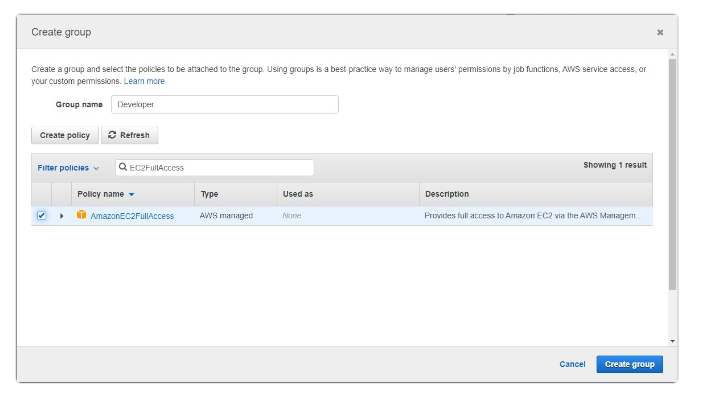 Create group
Create a group and select the policies to be attached to the group. Using groups is a best-practice way to manage users' permissions by job functions, AWS service access, or
your custom permissions. Learn more
Group name Developer
Create policy Refresh
Filter policies EC2FullAccess Showing 1 result
Policy name Type Used as Description
AmazonEC2FullAccess AWS managed None Provides full access to Amazon EC2 via the AWS Managem...
Cancel Create group